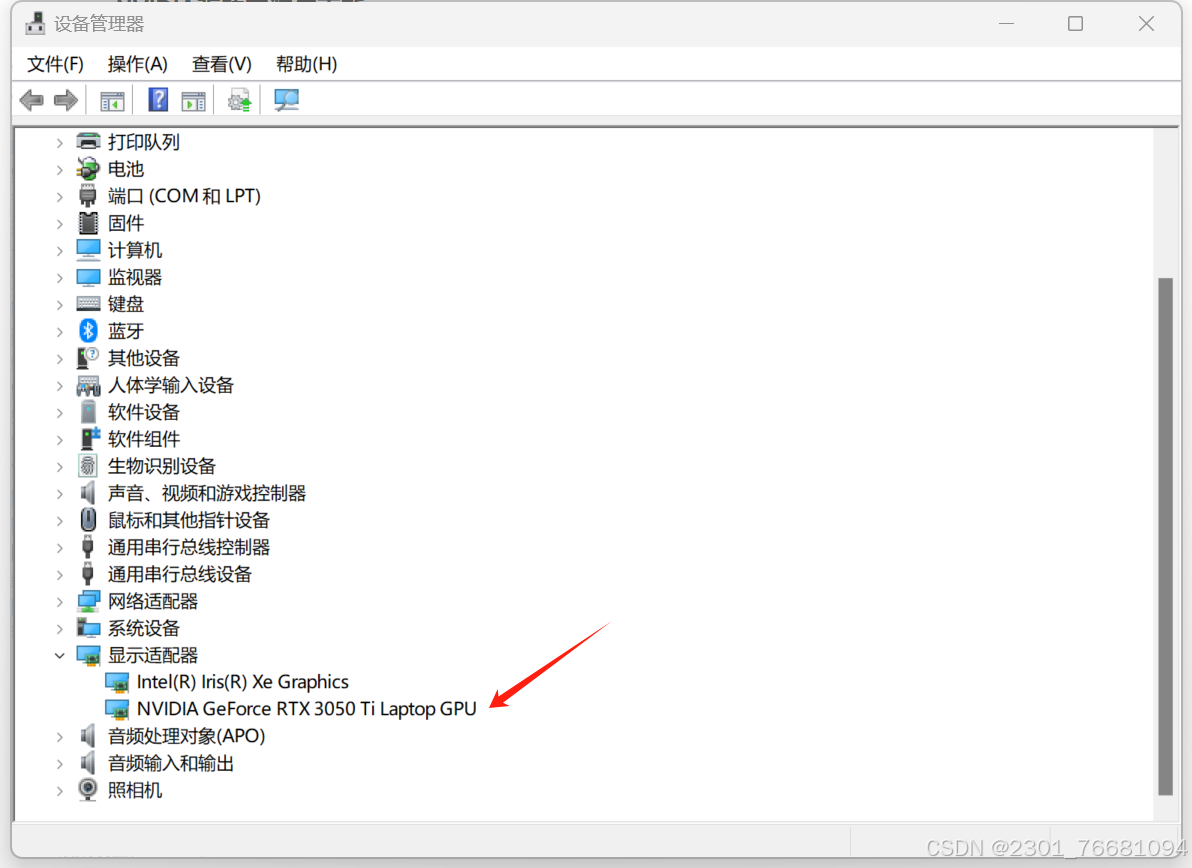 设备管理器
文件(F) 操作(A) 查看(V) 帮助(H)
打印队列
电池
端口 (COM 和 LPT)
固件
计算机
监视器
键盘
蓝牙
其他设备
人体学输入设备
软件设备
软件组件
生物识别设备
声音、视频和游戏控制器
鼠标和其他指针设备
通用串行总线控制器
通用串行总线设备
网络适配器
系统设备
显示适配器
Intel(R) Iris(R) Xe Graphics
NVIDIA GeForce RTX 3050 Ti Laptop GPU
音频处理对象(APO)
音频输入和输出
照相机
CSDN @2301_76681094